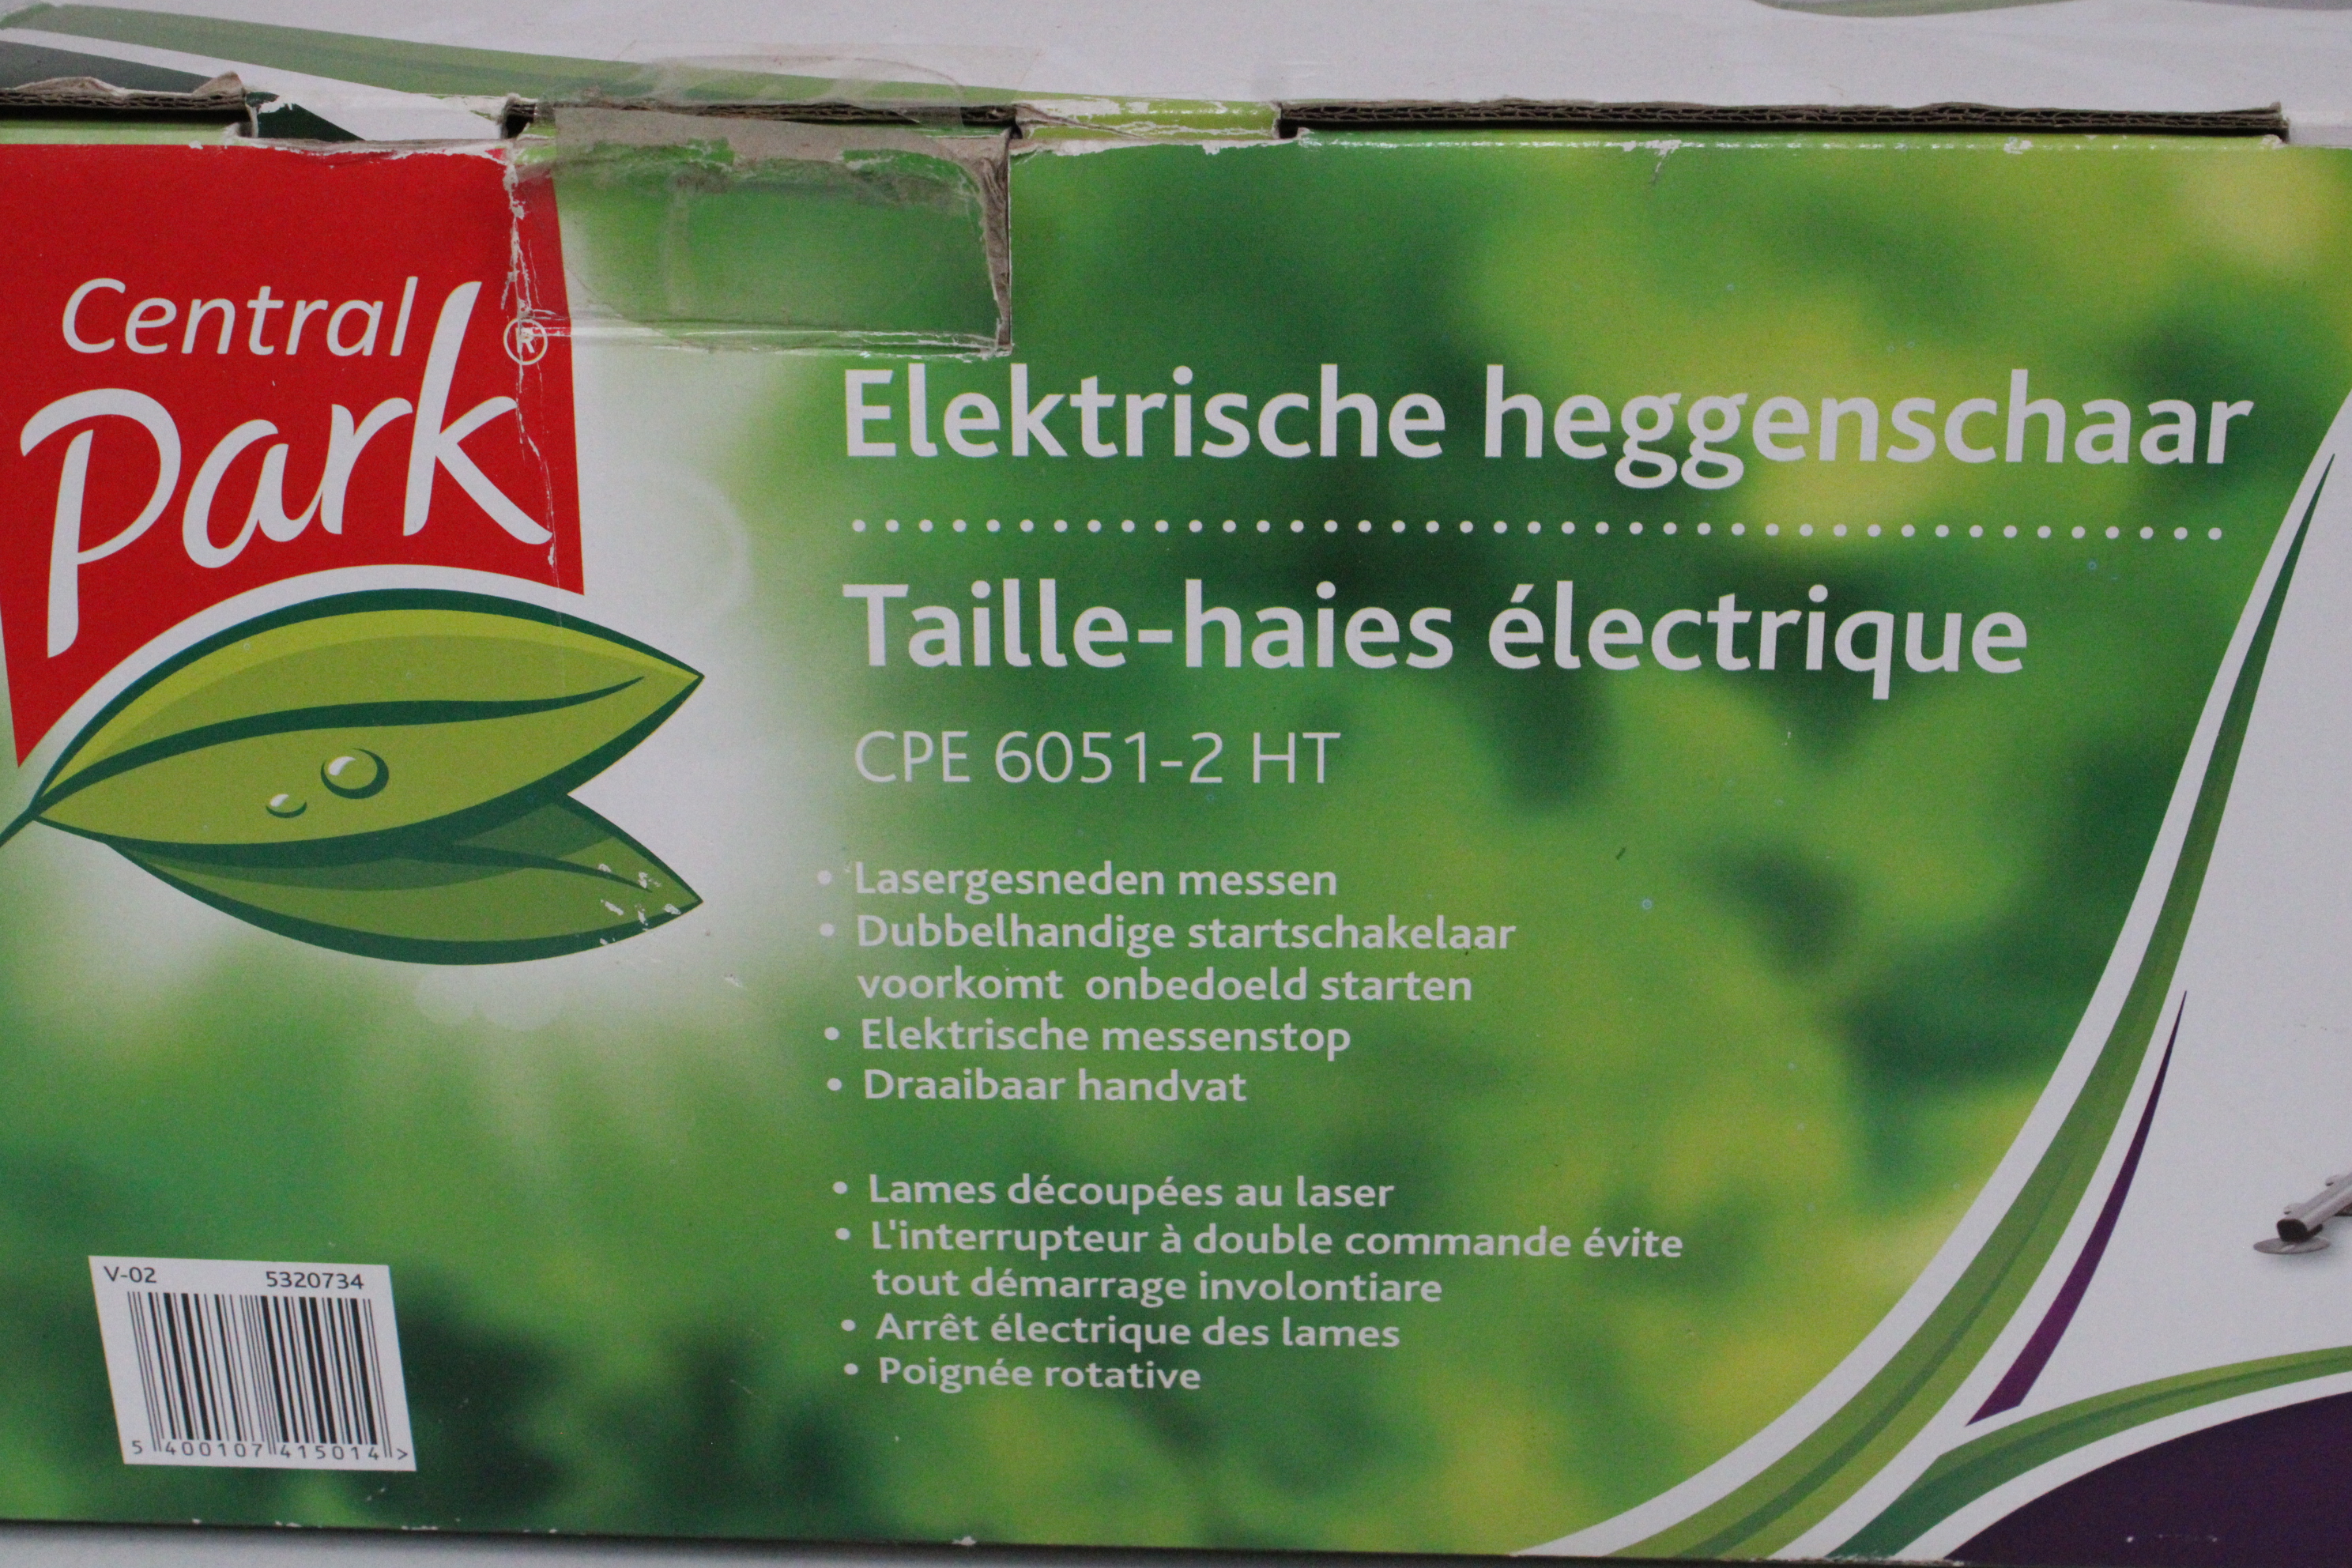 Central
Park
®
Elektrische heggenschaar
Taille-haies électrique
CPE 6051-2 HT
• Lasergesneden messen
• Dubbelhandige startschakelaar
voorkomt onbedoeld starten
• Elektrische messenstop
• Draaibaar handvat
• Lames découpées au laser
• L'interrupteur à double commande évite
tout démarrage involontiare
• Arrêt électrique des lames
• Poignée rotative
V-02 5320734
5 400107 415014 >